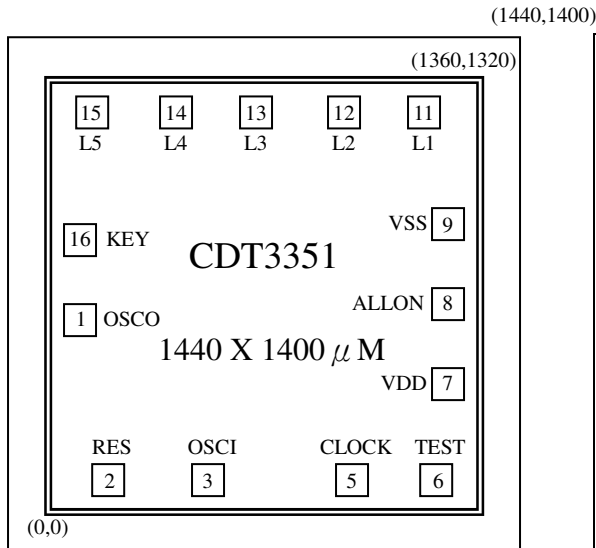 (1440,1400)
(1360,1320)
15 14 13 12 11
L5 L4 L3 L2 L1
VSS 9
16 KEY
CDT3351
ALLON 8
1 OSCO
1440 X 1400 μ M
VDD 7
RES OSCI CLOCK TEST
2 3 5 6
(0,0)